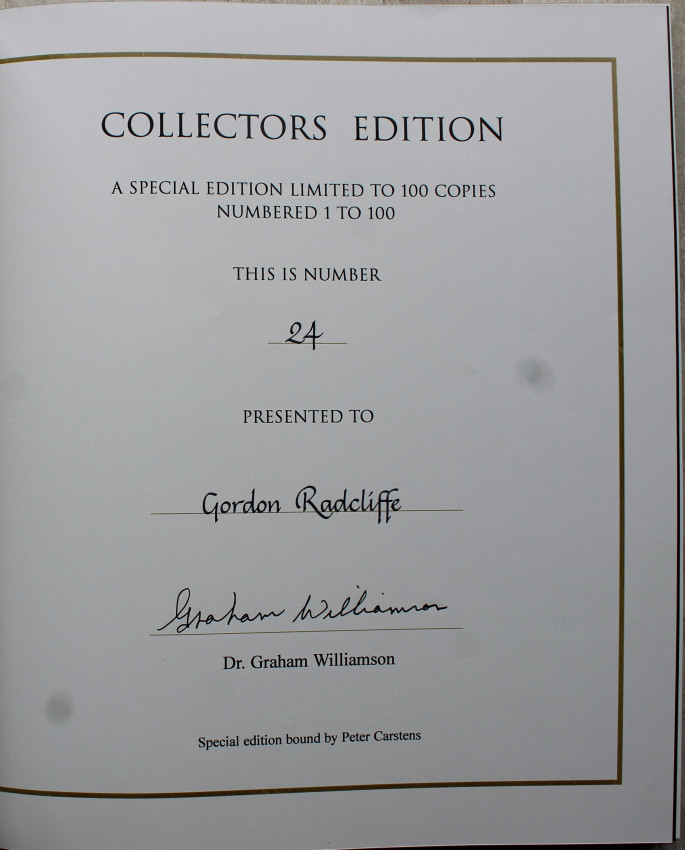 COLLECTORS EDITION
A SPECIAL EDITION LIMITED TO 100 COPIES
NUMBERED 1 TO 100
THIS IS NUMBER
24
PRESENTED TO
Gordon Radcliffe
Graham Williamson
Dr. Graham Williamson
Special edition bound by Peter Carstens